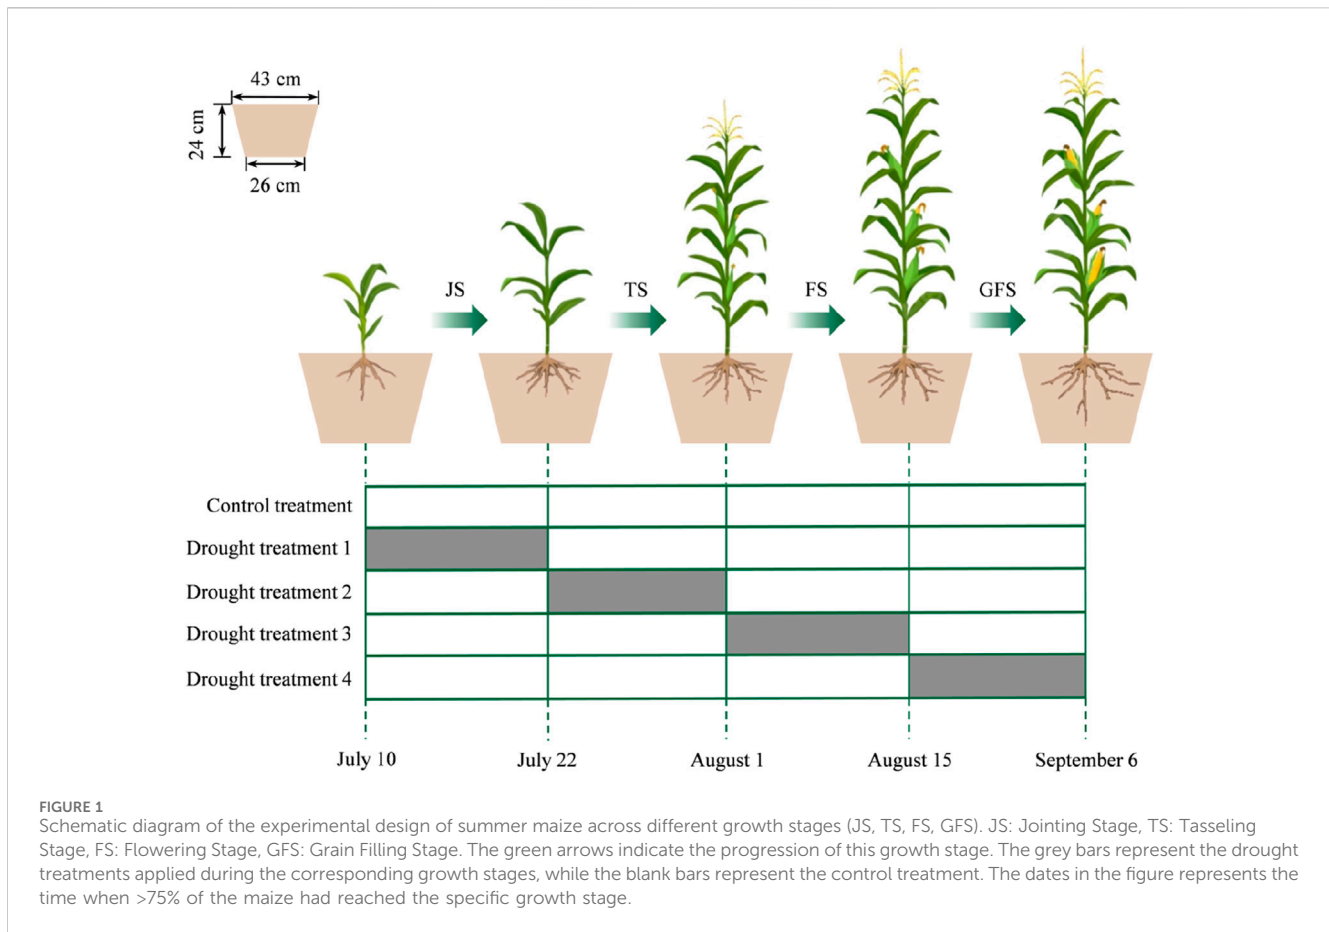 43 cm
24 cm
26 cm
JS
TS
FS
GFS
Control treatment
Drought treatment 1
Drought treatment 2
Drought treatment 3
Drought treatment 4
July 10
July 22
August 1
August 15
September 6
FIGURE 1
Schematic diagram of the experimental design of summer maize across different growth stages (JS, TS, FS, GFS). JS: Jointing Stage, TS: Tasseling
Stage, FS: Flowering Stage, GFS: Grain Filling Stage. The green arrows indicate the progression of this growth stage. The grey bars represent the drought
treatments applied during the corresponding growth stages, while the blank bars represent the control treatment. The dates in the figure represents the
time when >75% of the maize had reached the specific growth stage.